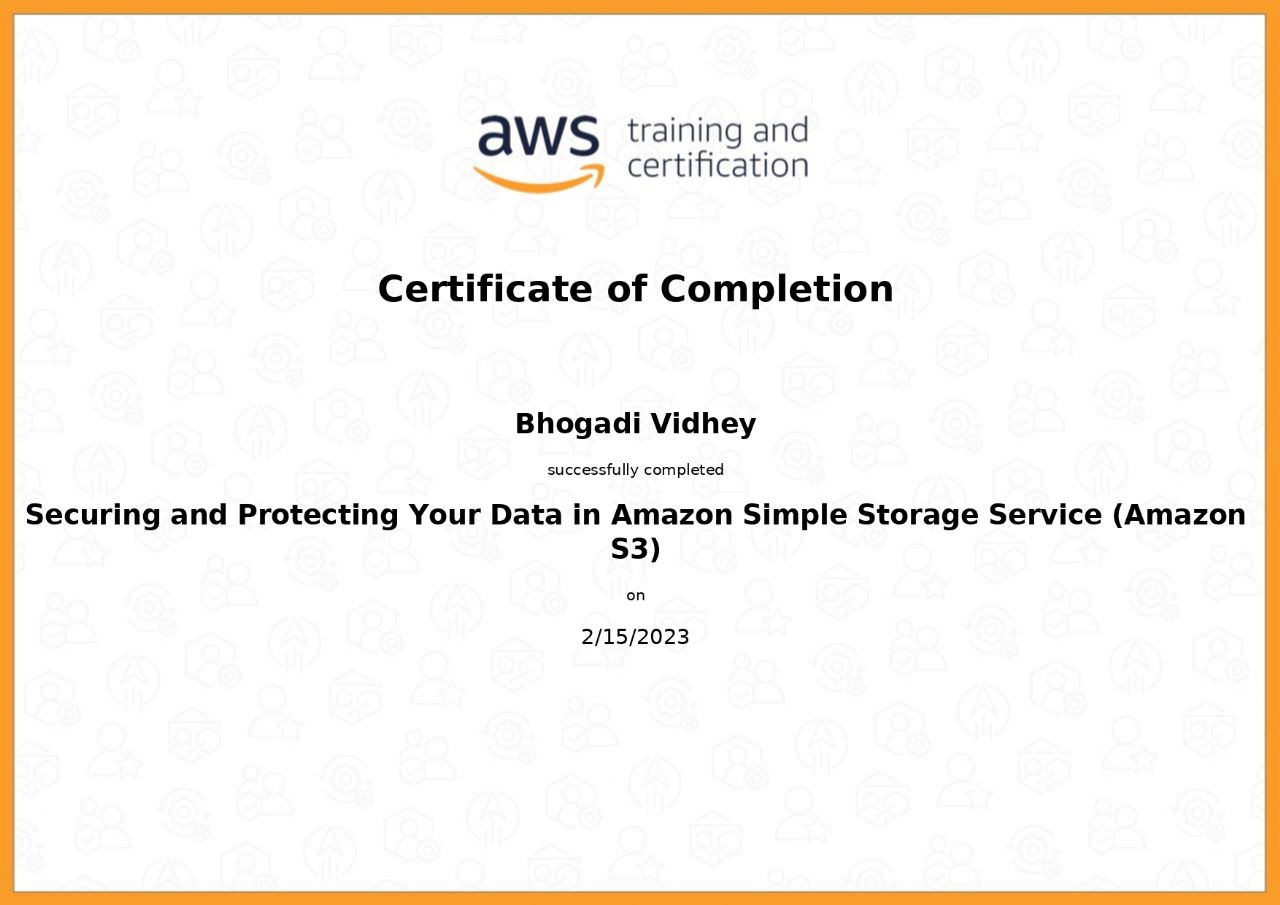 aws training and
certification
Certificate of Completion
Bhogadi Vidhey
successfully completed
Securing and Protecting Your Data in Amazon Simple Storage Service (Amazon
S3)
on
2/15/2023